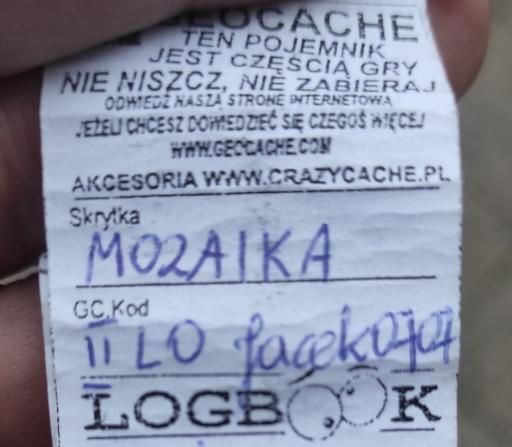 GEOCACHE
TEN POJEMNIK
JEST CZĘŚCIĄ GRY
NIE NISZCZ, NIE ZABIERAJ
ODWIEDŹ NASZĄ STRONĘ INTERNETOWĄ
JEŻELI CHCESZ DOWIEDZIEĆ SIĘ CZEGOŚ WIĘCEJ
WWW.GEOCACHE.COM
AKCESORIA WWW.CRAZYCACHE.PL
Skrytka
MOZAIKA
GC.Kod
II LO Jacek0707
LOGBOOK